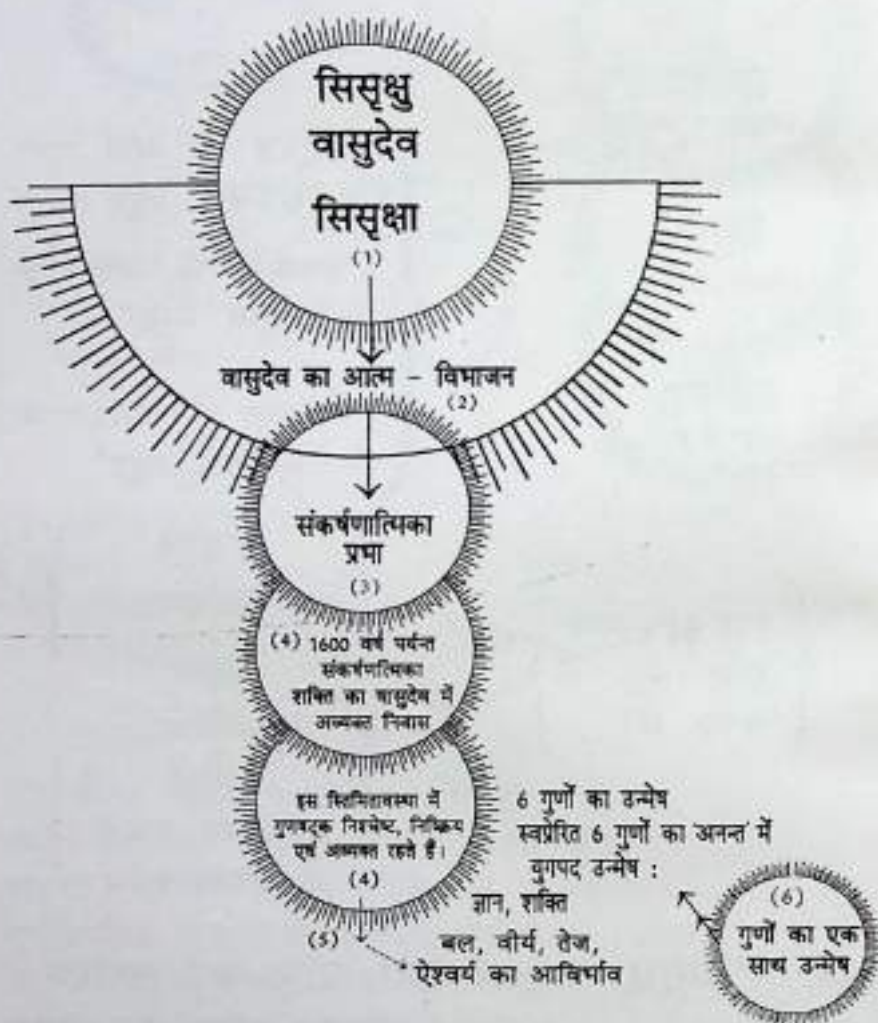 सिसृक्षु
वासुदेव
सिसृक्षा
(1)
वासुदेव का आत्म - विभाजन
(2)
संकर्षणात्मिका
प्रभा
(3)
(4) 1600 वर्ष पर्यन्त
संकर्षणत्मिका
शक्ति का वासुदेव में
अव्यक्त निवास
इस स्तिमितावस्था में
गुणषट्क निश्चेष्ट, निष्क्रिय
एवं अव्यक्त रहते हैं।
(4)
(5)
6 गुणों का उन्मेष
स्वप्रेरित 6 गुणों का अनन्त में
युगपद उन्मेष :
ज्ञान, शक्ति
बल, वीर्य, तेज,
ऐश्वर्य का आविर्भाव
(6)
गुणों का एक
साथ उन्मेष